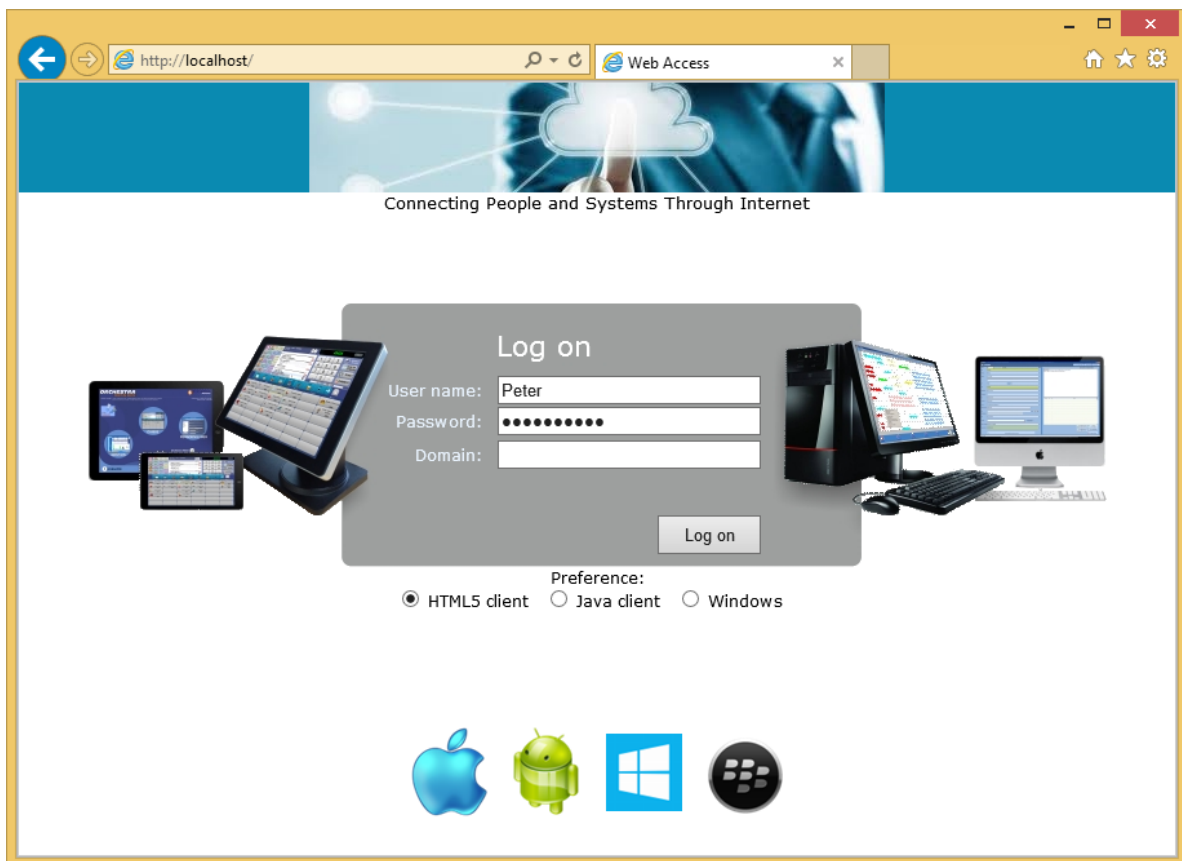 http://localhost/
Web Access
Connecting People and Systems Through Internet
Log on
User name:
Peter
Password:
Domain:
Log on
Preference:
HTML5 client
Java client
Windows